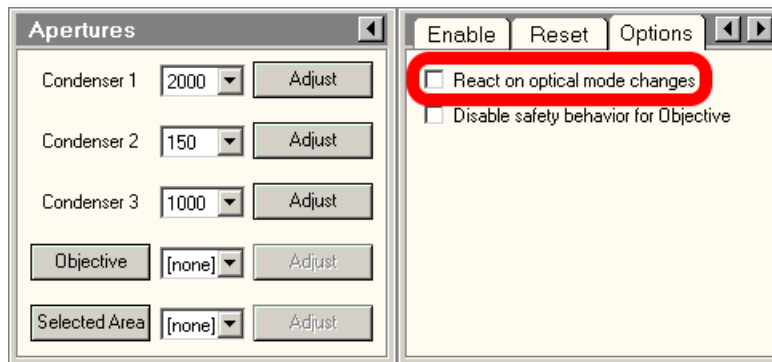 Apertures
Condenser 1 2000 Adjust
Condenser 2 150 Adjust
Condenser 3 1000 Adjust
Objective [none] Adjust
Selected Area [none] Adjust
Enable Reset Options
React on optical mode changes
Disable safety behavior for Objective